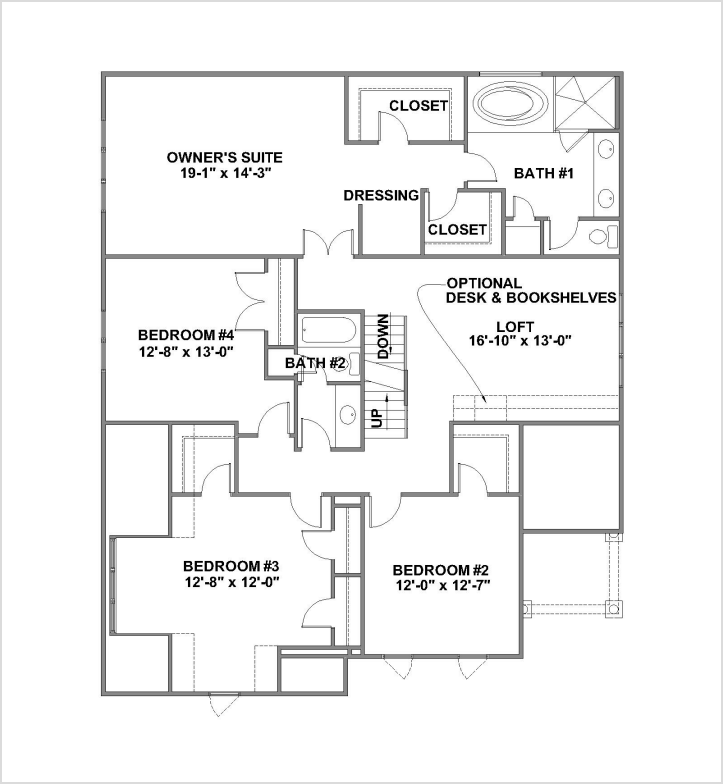 CLOSET
OWNER'S SUITE
19'-1" x 14'-3"
BATH #1
DRESSING
CLOSET
OPTIONAL
DESK & BOOKSHELVES
LOFT
16'-10" x 13'-0"
DOWN
BEDROOM #4
12'-8" x 13'-0"
BATH #2
UP
BEDROOM #3
12'-8" x 12'-0"
BEDROOM #2
12'-0" x 12'-7"